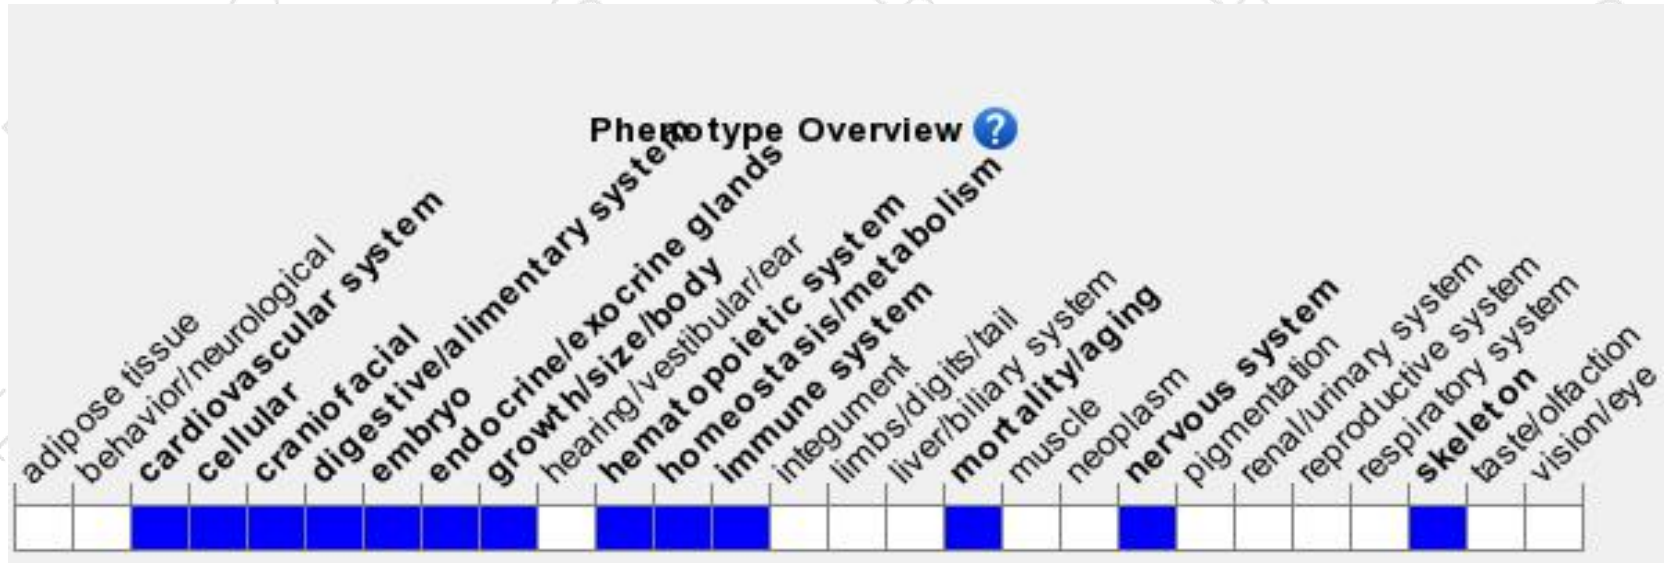 Phenotype Overview ?
adipose tissue
behavior/neurological
cardiovascular system
cellular
craniofacial
digestive/alimentary system
embryo
endocrine/exocrine glands
growth/size/body
hearing/vestibular/ear
hematopoietic system
homeostasis/metabolism
immune system
integument
limbs/digits/tail
liver/biliary system
mortality/aging
muscle
neoplasm
nervous system
pigmentation
renal/urinary system
reproductive system
respiratory system
skeleton
taste/olfaction
vision/eye